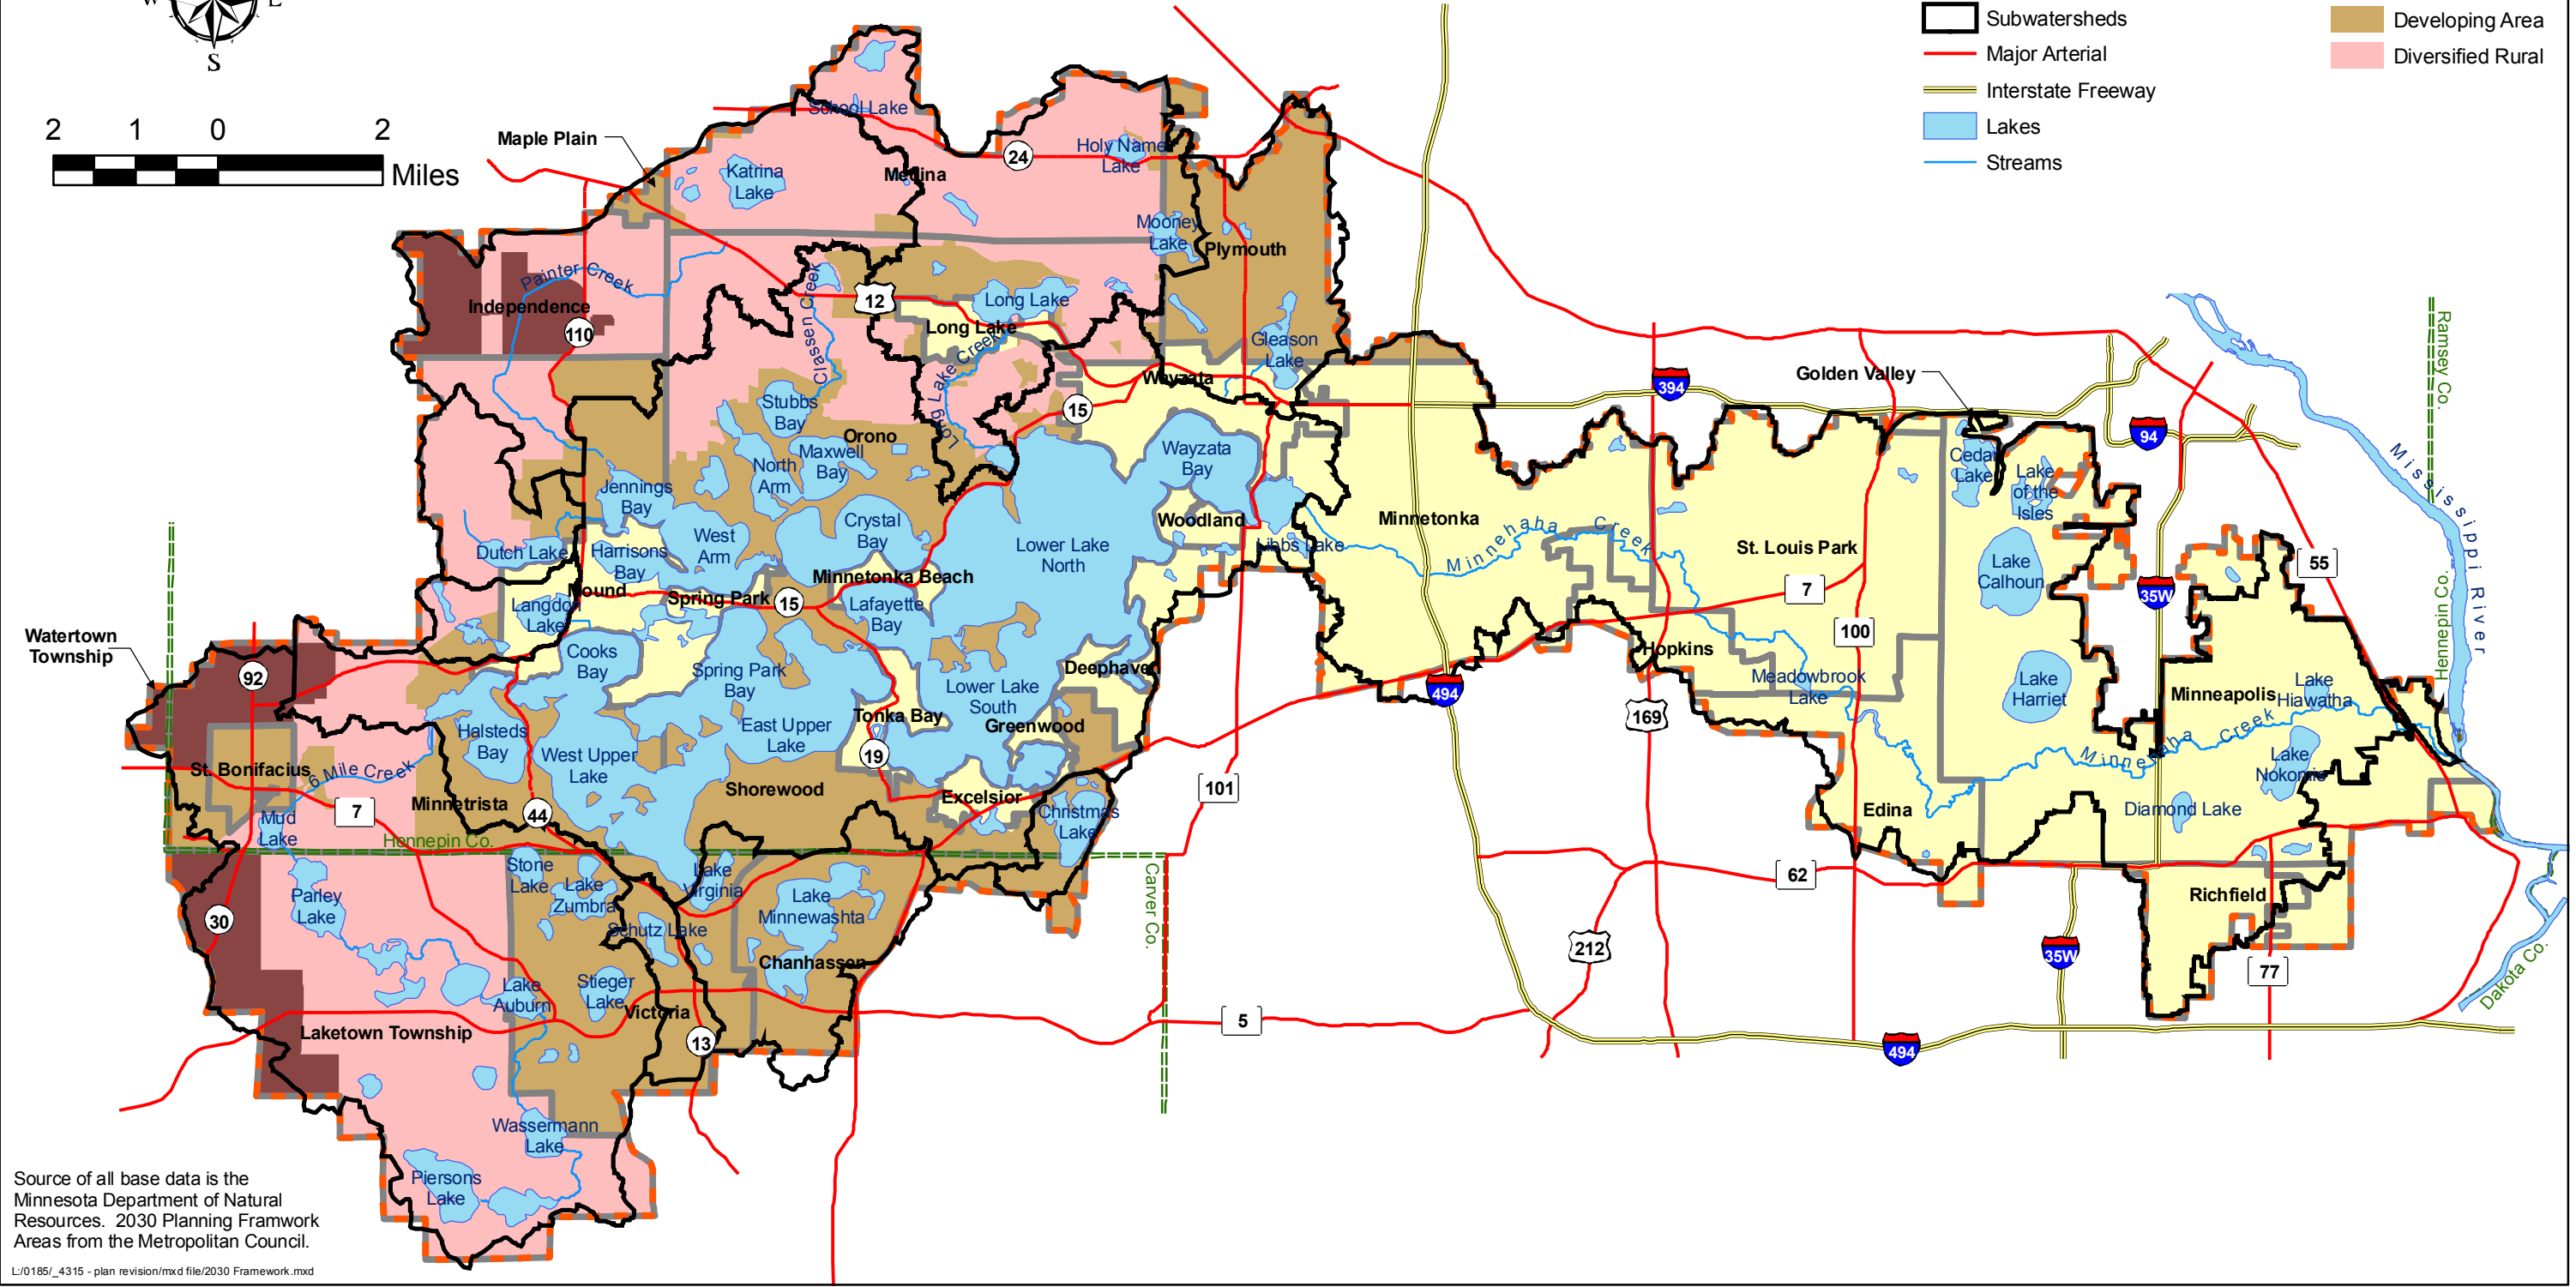 W
E
S
2 1 0 2
Miles
Subwatersheds
Major Arterial
Interstate Freeway
Lakes
Streams
Developing Area
Diversified Rural
Maple Plain
School Lake
Katrina
Lake
Medina
24
Holy Name
Lake
Mooney
Lake
Plymouth
Painter Creek
Independence
110
Classen Creek
12
Long Lake
Long Lake
Long Lake Creek
Gleason
Lake
Wayzata
15
Golden Valley
394
94
Ramsey Co.
Hennepin Co.
Mississippi River
Stubbs
Bay
Orono
Maxwell
Bay
North
Arm
Jennings
Bay
West
Arm
Crystal
Bay
Wayzata
Bay
Woodland
Libbs Lake
Lower Lake
North
Dutch Lake
Harrisons
Bay
Minnetonka Beach
Mound
Spring Park
15
Langdon
Lake
Lafayette
Bay
Cooks
Bay
Spring Park
Bay
Deephaven
Lower Lake
South
Greenwood
Tonka Bay
19
East Upper
Lake
West Upper
Lake
Halsteds
Bay
Shorewood
Excelsior
Christmas
Lake
Minnetonka
Minnehaha Creek
St. Louis Park
7
100
Hopkins
Meadowbrook
Lake
494
169
101
Edina
Cedar
Lake
Lake
of the
Isles
Lake
Calhoun
Lake
Harriet
35W
55
Minneapolis
Lake
Hiawatha
Minnehaha Creek
Lake
Nokomis
Diamond Lake
Richfield
62
212
35W
77
494
5
Dakota Co.
Watertown
Township
92
St. Bonifacius
6 Mile Creek
Mud
Lake
7
Minnetrista
44
Hennepin Co.
Carver Co.
Stone
Lake
Lake
Zumbra
Lake
Virginia
Lake
Minnewashta
Parley
Lake
30
Schutz Lake
Chanhassen
Stieger
Lake
Lake
Auburn
Victoria
Laketown Township
13
Wassermann
Lake
Piersons
Lake
Source of all base data is the
Minnesota Department of Natural
Resources.  2030 Planning Framwork
Areas from the Metropolitan Council.
L:/0185/_4315 - plan revision/mxd file/2030 Framework.mxd